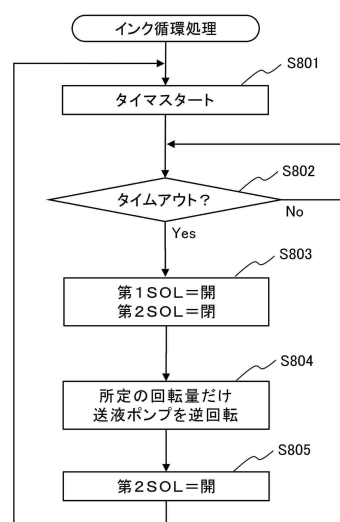 インク循環処理
S801
タイマスタート
S802
タイムアウト？
No
Yes
S803
第１ＳＯＬ＝開
第２ＳＯＬ＝閉
S804
所定の回転量だけ
送液ポンプを逆回転
S805
第２ＳＯＬ＝開